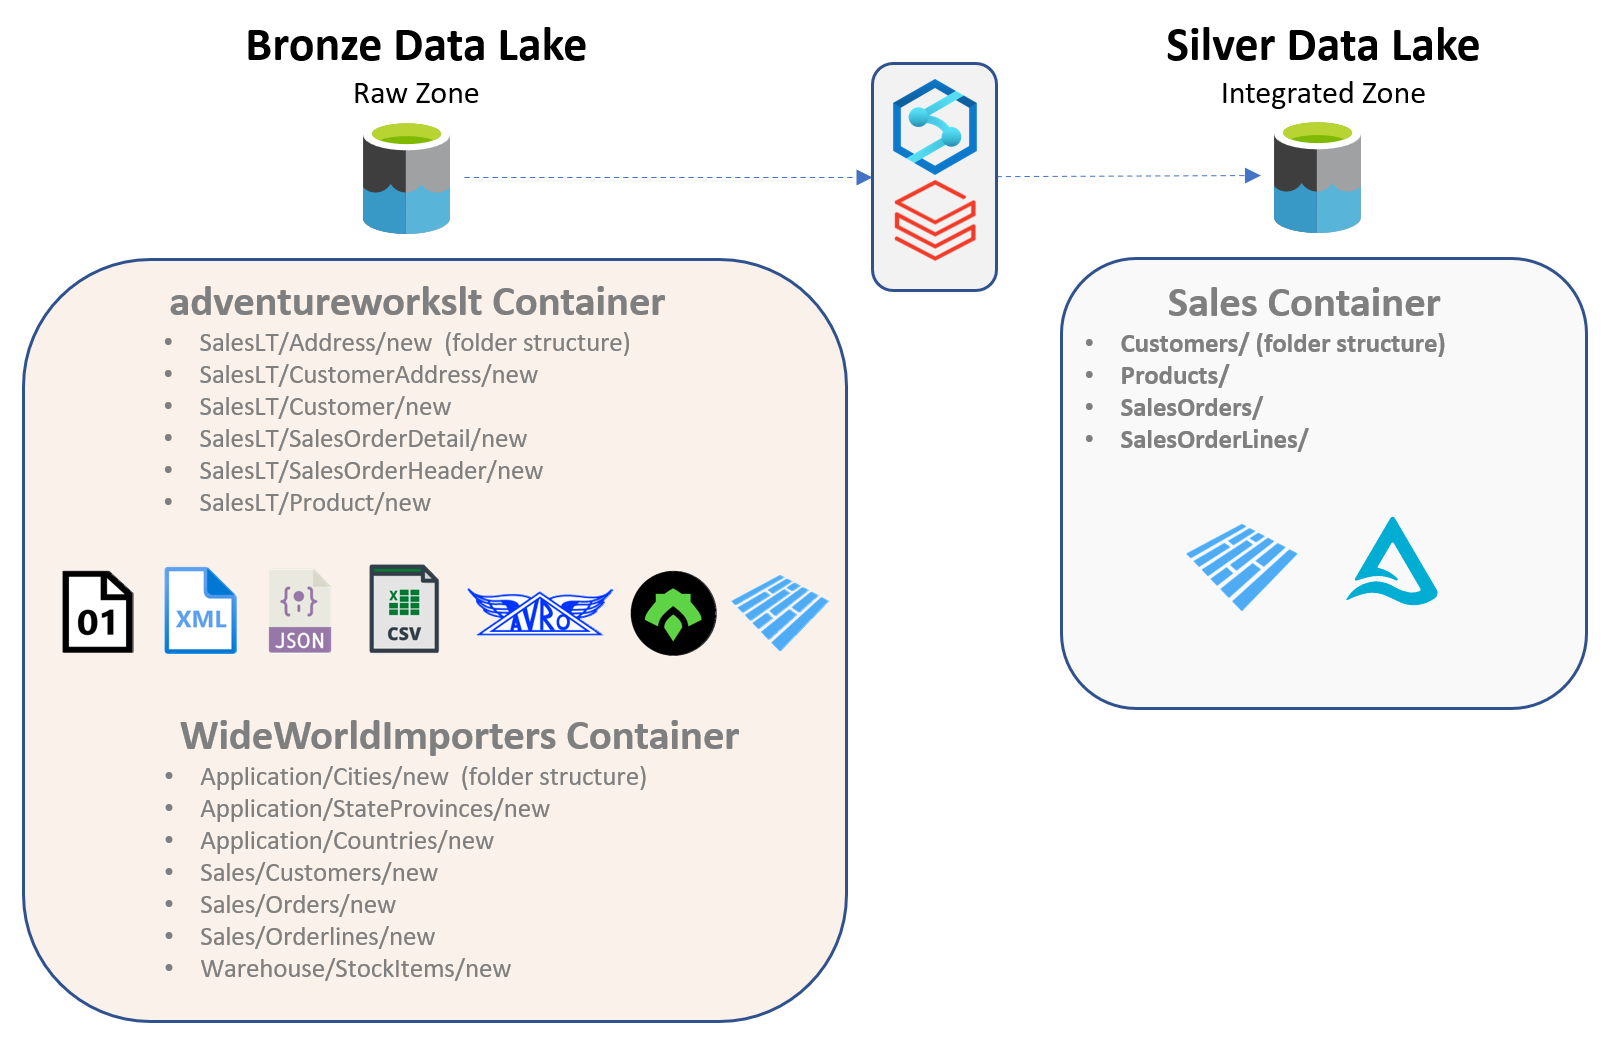 Bronze Data Lake
Raw Zone
Silver Data Lake
Integrated Zone
adventureworkslt Container
• SalesLT/Address/new (folder structure)
• SalesLT/CustomerAddress/new
• SalesLT/Customer/new
• SalesLT/SalesOrderDetail/new
• SalesLT/SalesOrderHeader/new
• SalesLT/Product/new
01
XML
JSON
X
CSV
AVRO
WideWorldImporters Container
• Application/Cities/new (folder structure)
• Application/StateProvinces/new
• Application/Countries/new
• Sales/Customers/new
• Sales/Orders/new
• Sales/Orderlines/new
• Warehouse/StockItems/new
Sales Container
• Customers/ (folder structure)
• Products/
• SalesOrders/
• SalesOrderLines/